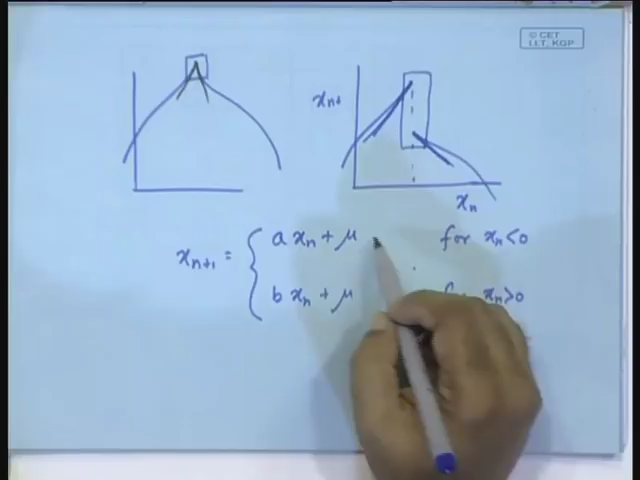 © CET
I.I.T, KGP
xn+1
xn
xn+1 = { a xn + μ for xn<0
b xn + μ xn>0